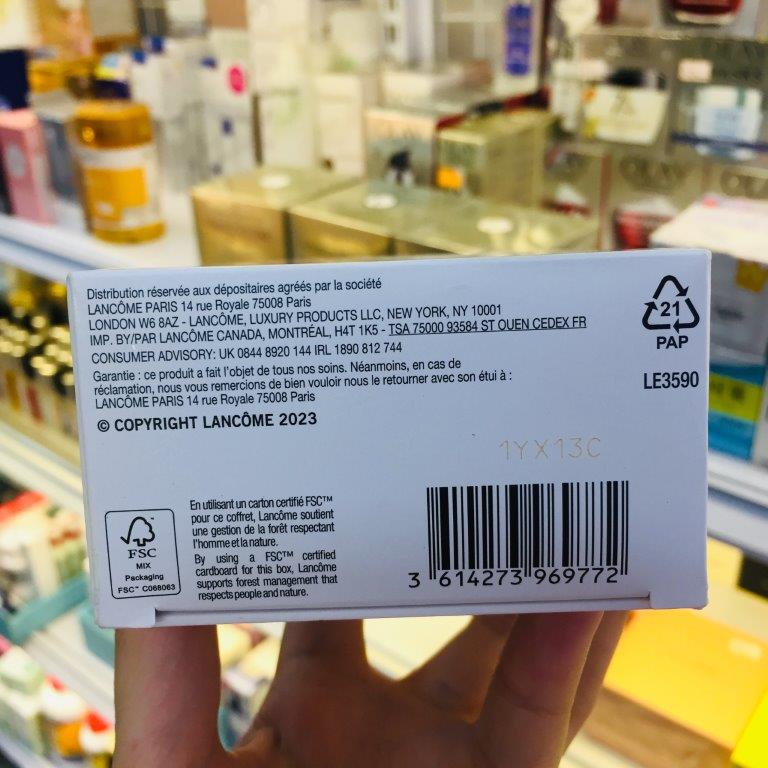 Distribution réservée aux dépositaires agréés par la société
LANCÔME PARIS 14 rue Royale 75008 Paris
LONDON W6 8AZ - LANCÔME, LUXURY PRODUCTS LLC, NEW YORK, NY 10001
IMP. BY/PAR LANCÔME CANADA, MONTRÉAL, H4T 1K5 - TSA 75000 93584 ST OUEN CEDEX FR
CONSUMER ADVISORY: UK 0844 8920 144 IRL 1890 812 744
Garantie : ce produit a fait l'objet de tous nos soins. Néanmoins, en cas de
réclamation, nous vous remercions de bien vouloir nous le retourner avec son étui à :
LANCÔME PARIS 14 rue Royale 75008 Paris
© COPYRIGHT LANCÔME 2023
21
PAP
LE3590
1YX13C
FSC
MIX
Packaging
FSC™ C068063
En utilisant un carton certifié FSC™
pour ce coffret, Lancôme soutient
une gestion de la forêt respectant
l'homme et la nature.
By using a FSC™ certified
cardboard for this box, Lancôme
supports forest management that
respects people and nature.
3 614273 969772
OLAY